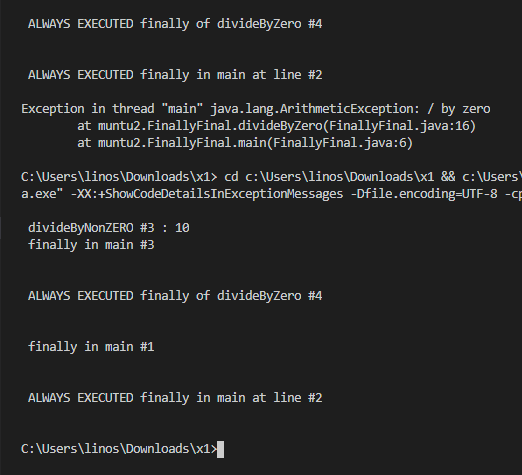 ALWAYS EXECUTED finally of divideByZero #4
ALWAYS EXECUTED finally in main at line #2
Exception in thread "main" java.lang.ArithmeticException: / by zero
at muntu2.FinallyFinal.divideByZero(FinallyFinal.java:16)
at muntu2.FinallyFinal.main(FinallyFinal.java:6)
C:\Users\linos\Downloads\x1> cd c:\Users\linos\Downloads\x1 && c:\Users\
a.exe" -XX:+ShowCodeDetailsInExceptionMessages -Dfile.encoding=UTF-8 -cp
divideByNonZERO #3 : 10
finally in main #3
ALWAYS EXECUTED finally of divideByZero #4
finally in main #1
ALWAYS EXECUTED finally in main at line #2
C:\Users\linos\Downloads\x1>